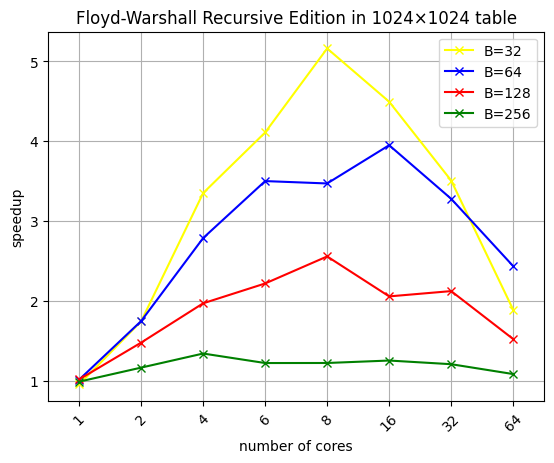 Floyd-Warshall Recursive Edition in 1024×1024 table
B=32
B=64
B=128
B=256
speedup
5
4
3
2
1
1
2
4
6
8
16
32
64
number of cores